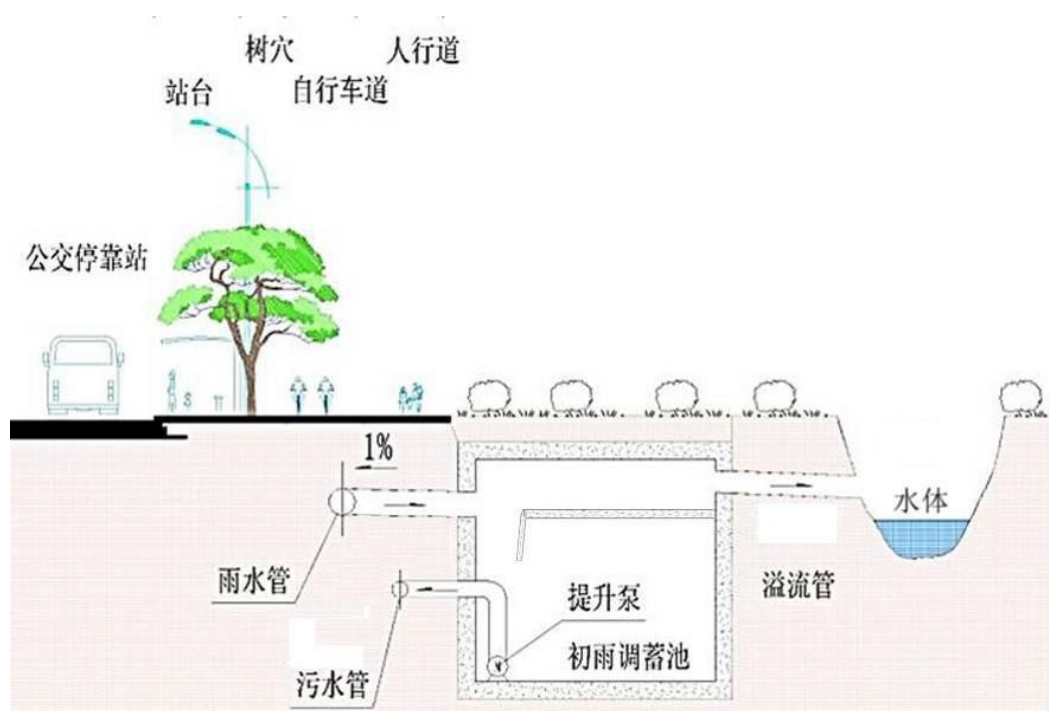 树穴 人行道
站台 自行车道
公交停靠站
1%
水体
雨水管
提升泵
溢流管
初雨调蓄池
污水管